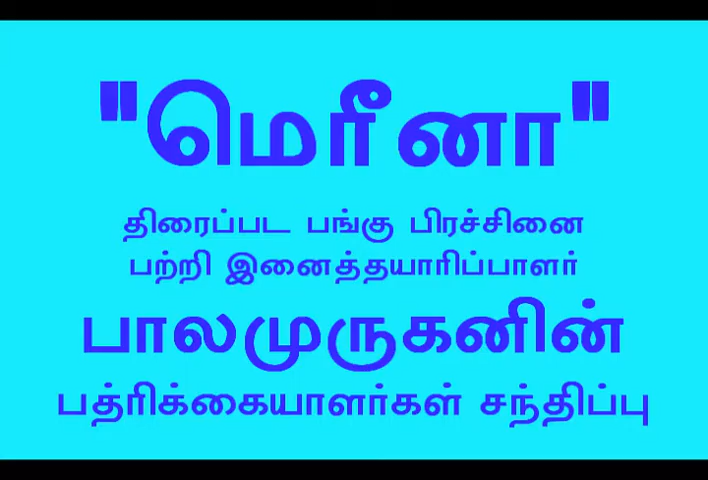 "மெரீனா"
திரைப்பட பங்கு பிரச்சினை
பற்றி இனைத்தயாரிப்பாளர்
பாலமுருகனின்
பத்ரிக்கையாளர்கள் சந்திப்பு